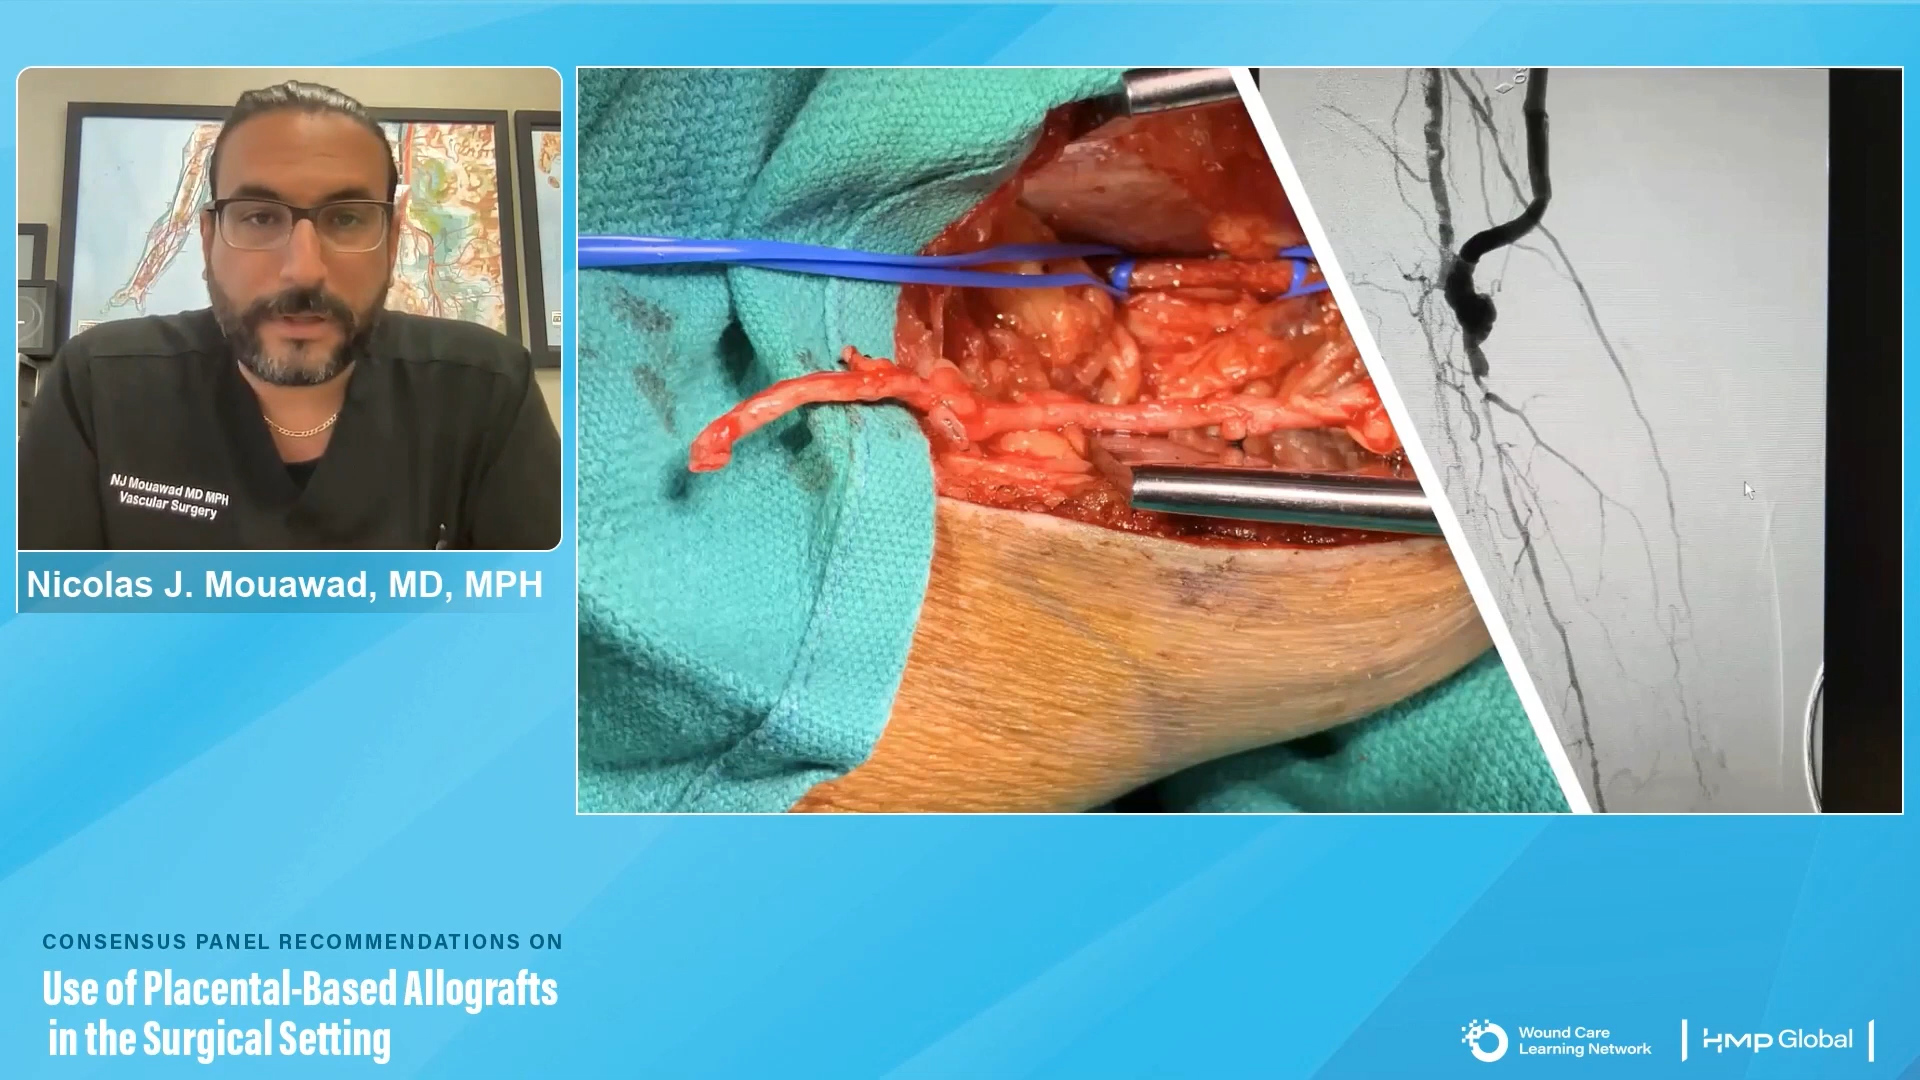 NJ Mouawad MD MPH
Vascular Surgery
Nicolas J. Mouawad, MD, MPH
CONSENSUS PANEL RECOMMENDATIONS ON
Use of Placental-Based Allografts
in the Surgical Setting
Wound Care
Learning Network
HMP Global